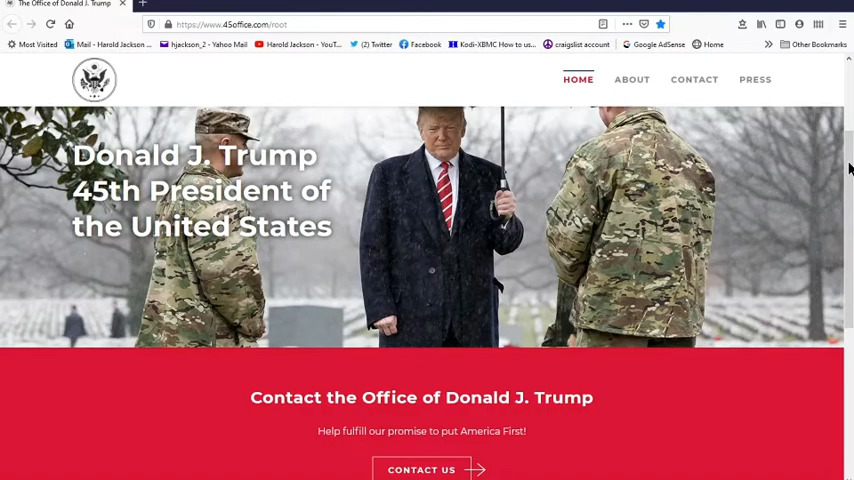 The Office of Donald J. Trump
https://www.45office.com/root
Most Visited
Mail - Harold Jackson ...
hjackson_2 - Yahoo Mail
Harold Jackson - YouT...
(2) Twitter
Facebook
Kodi-XBMC How to us...
craigslist account
Google AdSense
Home
Other Bookmarks
HOME
ABOUT
CONTACT
PRESS
Donald J. Trump
45th President of
the United States
Contact the Office of Donald J. Trump
Help fulfill our promise to put America First!
CONTACT US